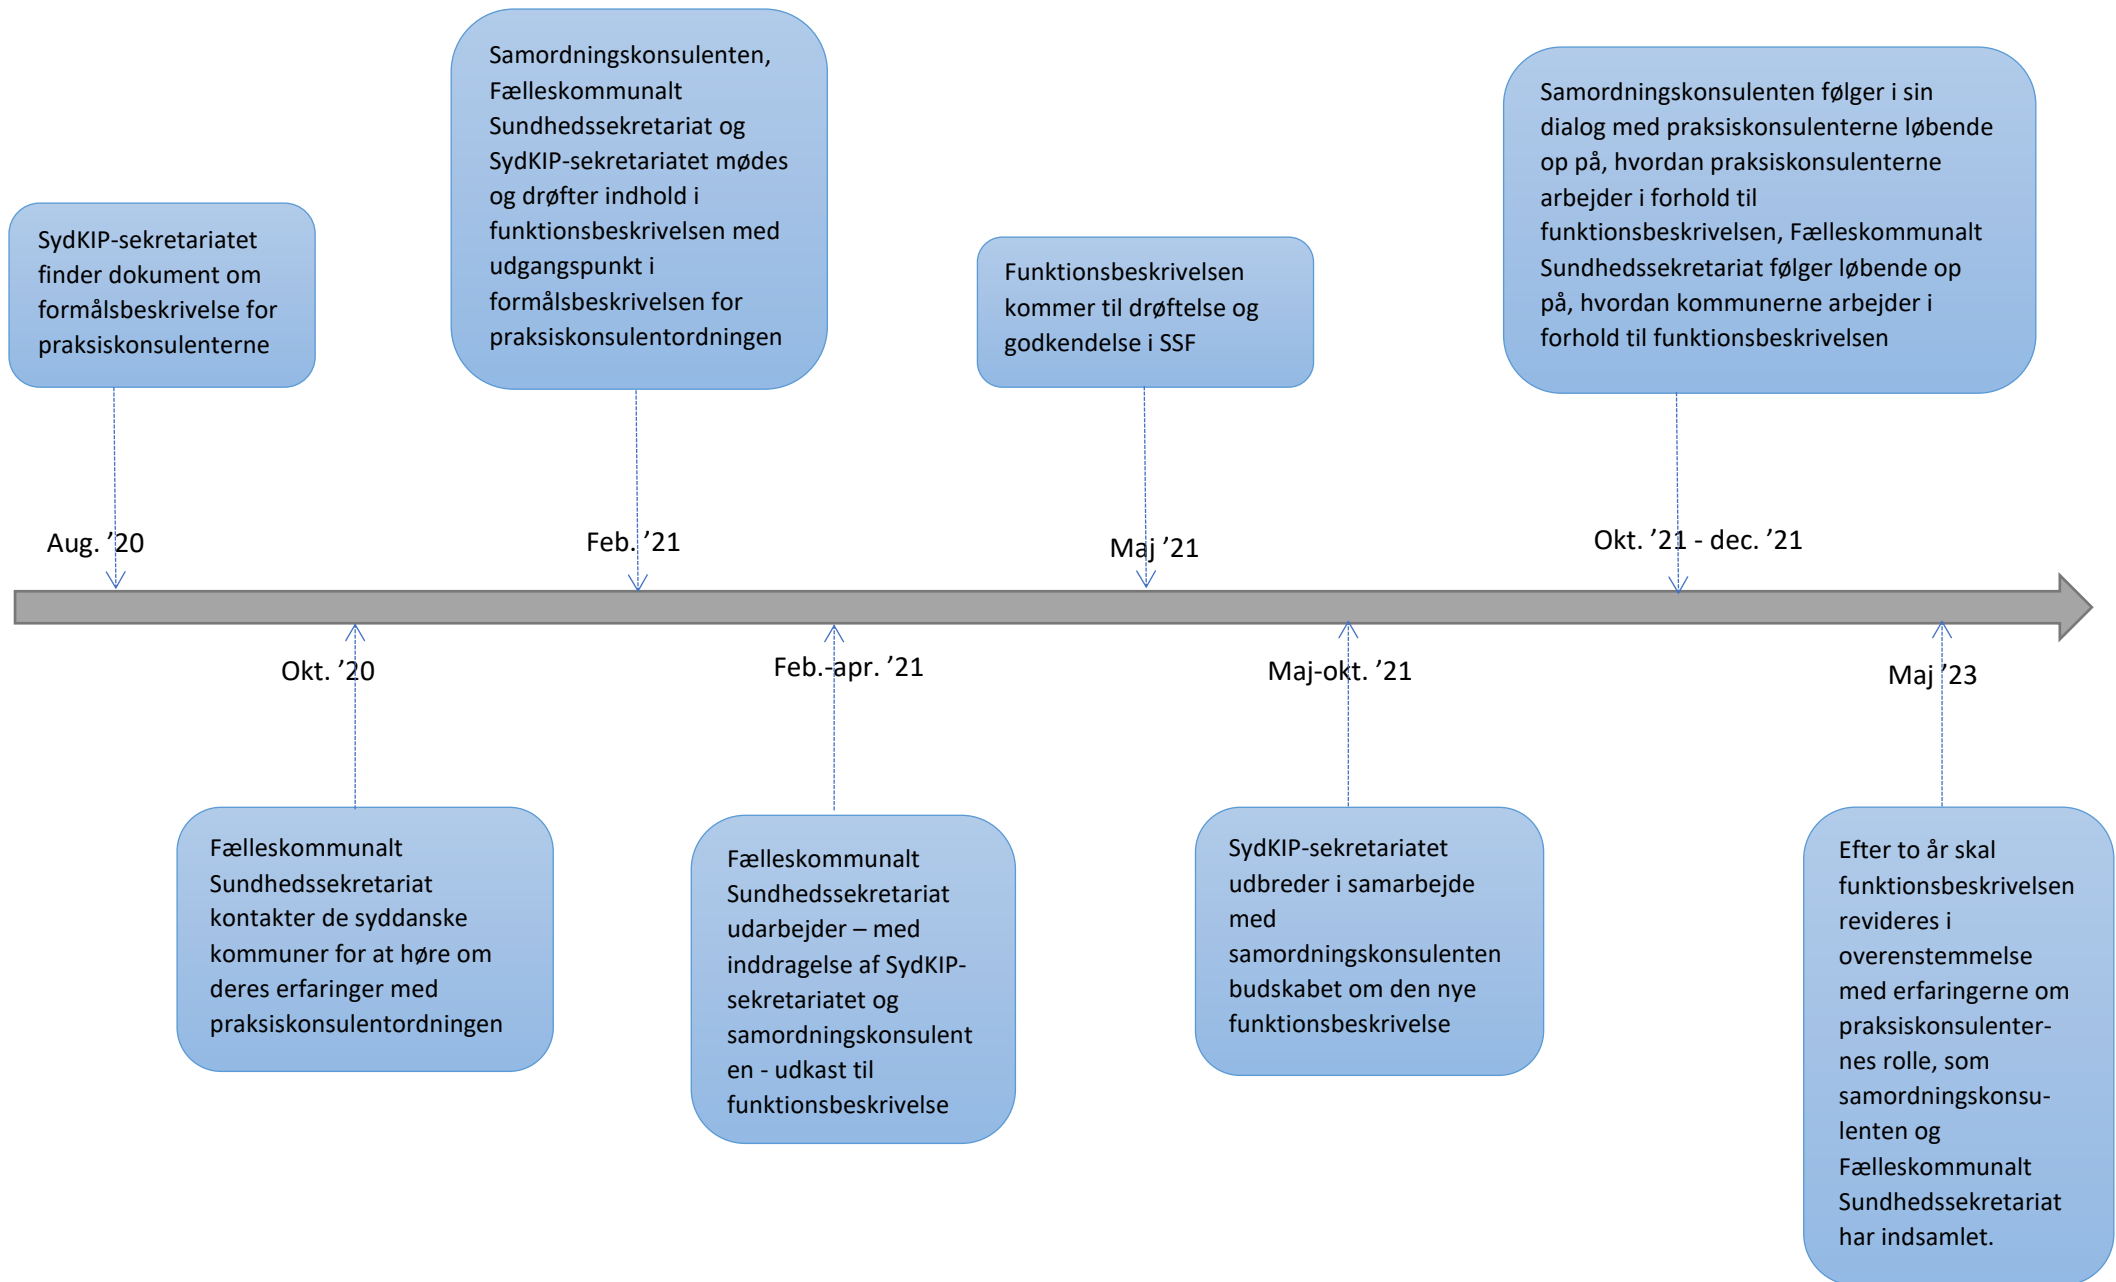 SydKIP-sekretariatet
finder dokument om
formålsbeskrivelse for
praksiskonsulenterne
Samordningskonsulenten,
Fælleskommunalt
Sundhedssekretariat og
SydKIP-sekretariatet mødes
og drøfter indhold i
funktionsbeskrivelsen med
udgangspunkt i
formålsbeskrivelsen for
praksiskonsulentordningen
Funktionsbeskrivelsen
kommer til drøftelse og
godkendelse i SSF
Samordningskonsulenten følger i sin
dialog med praksiskonsulenterne løbende
op på, hvordan praksiskonsulenterne
arbejder i forhold til
funktionsbeskrivelsen, Fælleskommunalt
Sundhedssekretariat følger løbende op
på, hvordan kommunerne arbejder i
forhold til funktionsbeskrivelsen
Aug. ’20
Feb. ’21
Maj ’21
Okt. ’21 - dec. ’21
Okt. ’20
Feb.-apr. ’21
Maj-okt. ’21
Maj ’23
Fælleskommunalt
Sundhedssekretariat
kontakter de syddanske
kommuner for at høre om
deres erfaringer med
praksiskonsulentordningen
Fælleskommunalt
Sundhedssekretariat
udarbejder – med
inddragelse af SydKIP-
sekretariatet og
samordningskonsulent
en - udkast til
funktionsbeskrivelse
SydKIP-sekretariatet
udbreder i samarbejde
med
samordningskonsulenten
budskabet om den nye
funktionsbeskrivelse
Efter to år skal
funktionsbeskrivelsen
revideres i
overenstemmelse
med erfaringerne om
praksiskonsulenter-
nes rolle, som
samordningskonsu-
lenten og
Fælleskommunalt
Sundhedssekretariat
har indsamlet.